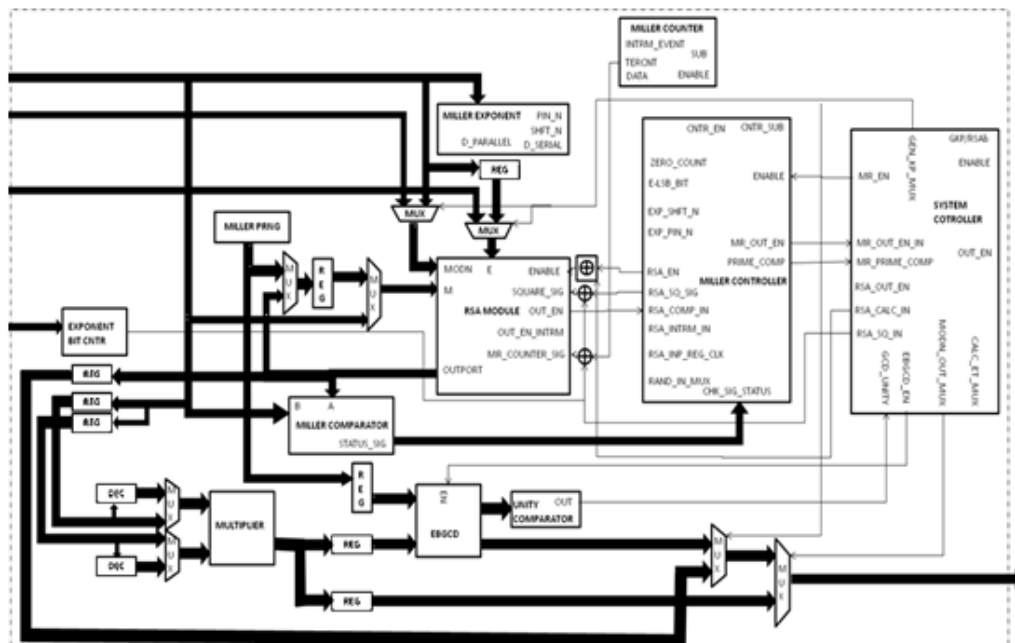 MILLER COUNTER
INTRM_EVENT
SUB
TERCNT
DATA
ENABLE
MILLER EXPONENT
PIN_N
SHFT_N
D_PARALLEL
D_SERIAL
REG
MUX
MUX
MILLER PRNG
MUX
REG
MUX
MODN
E
ENABLE
M
SQUARE_SIG
RSA MODULE
OUT_EN
OUT_EN_INTRM
MR_COUNTER_SIG
OUTPORT
CNTR_EN
CNTR_SUB
ZERO_COUNT
ENABLE
E-LSB_BIT
EXP_SHFT_N
EXP_PIN_N
MR_OUT_EN
PRIME_COMP
RSA_EN
MILLER CONTROLLER
RSA_SQ_SIG
RSA_COMP_IN
RSA_INTRM_IN
RSA_INP_REG_CLK
RAND_IN_MUX
CHK_SIG_STATUS
GEN_KP_MUX
GKP/RSAb
ENABLE
MR_EN
SYSTEM
COTROLLER
MR_OUT_EN_IN
OUT_EN
MR_PRIME_COMP
RSA_OUT_EN
RSA_CALC_IN
RSA_SQ_IN
GCD_UNITY
EBGCD_EN
MODN_OUT_MUX
CALC_ET_MUX
EXPONENT
BIT CNTR
REG
REG
REG
B
A
MILLER COMPARATOR
STATUS_SIG
REG
DEC
MUX
MULTIPLIER
MUX
DEC
EN
EBGCD
UNITY
OUT
COMPARATOR
REG
REG
MUX
MUX